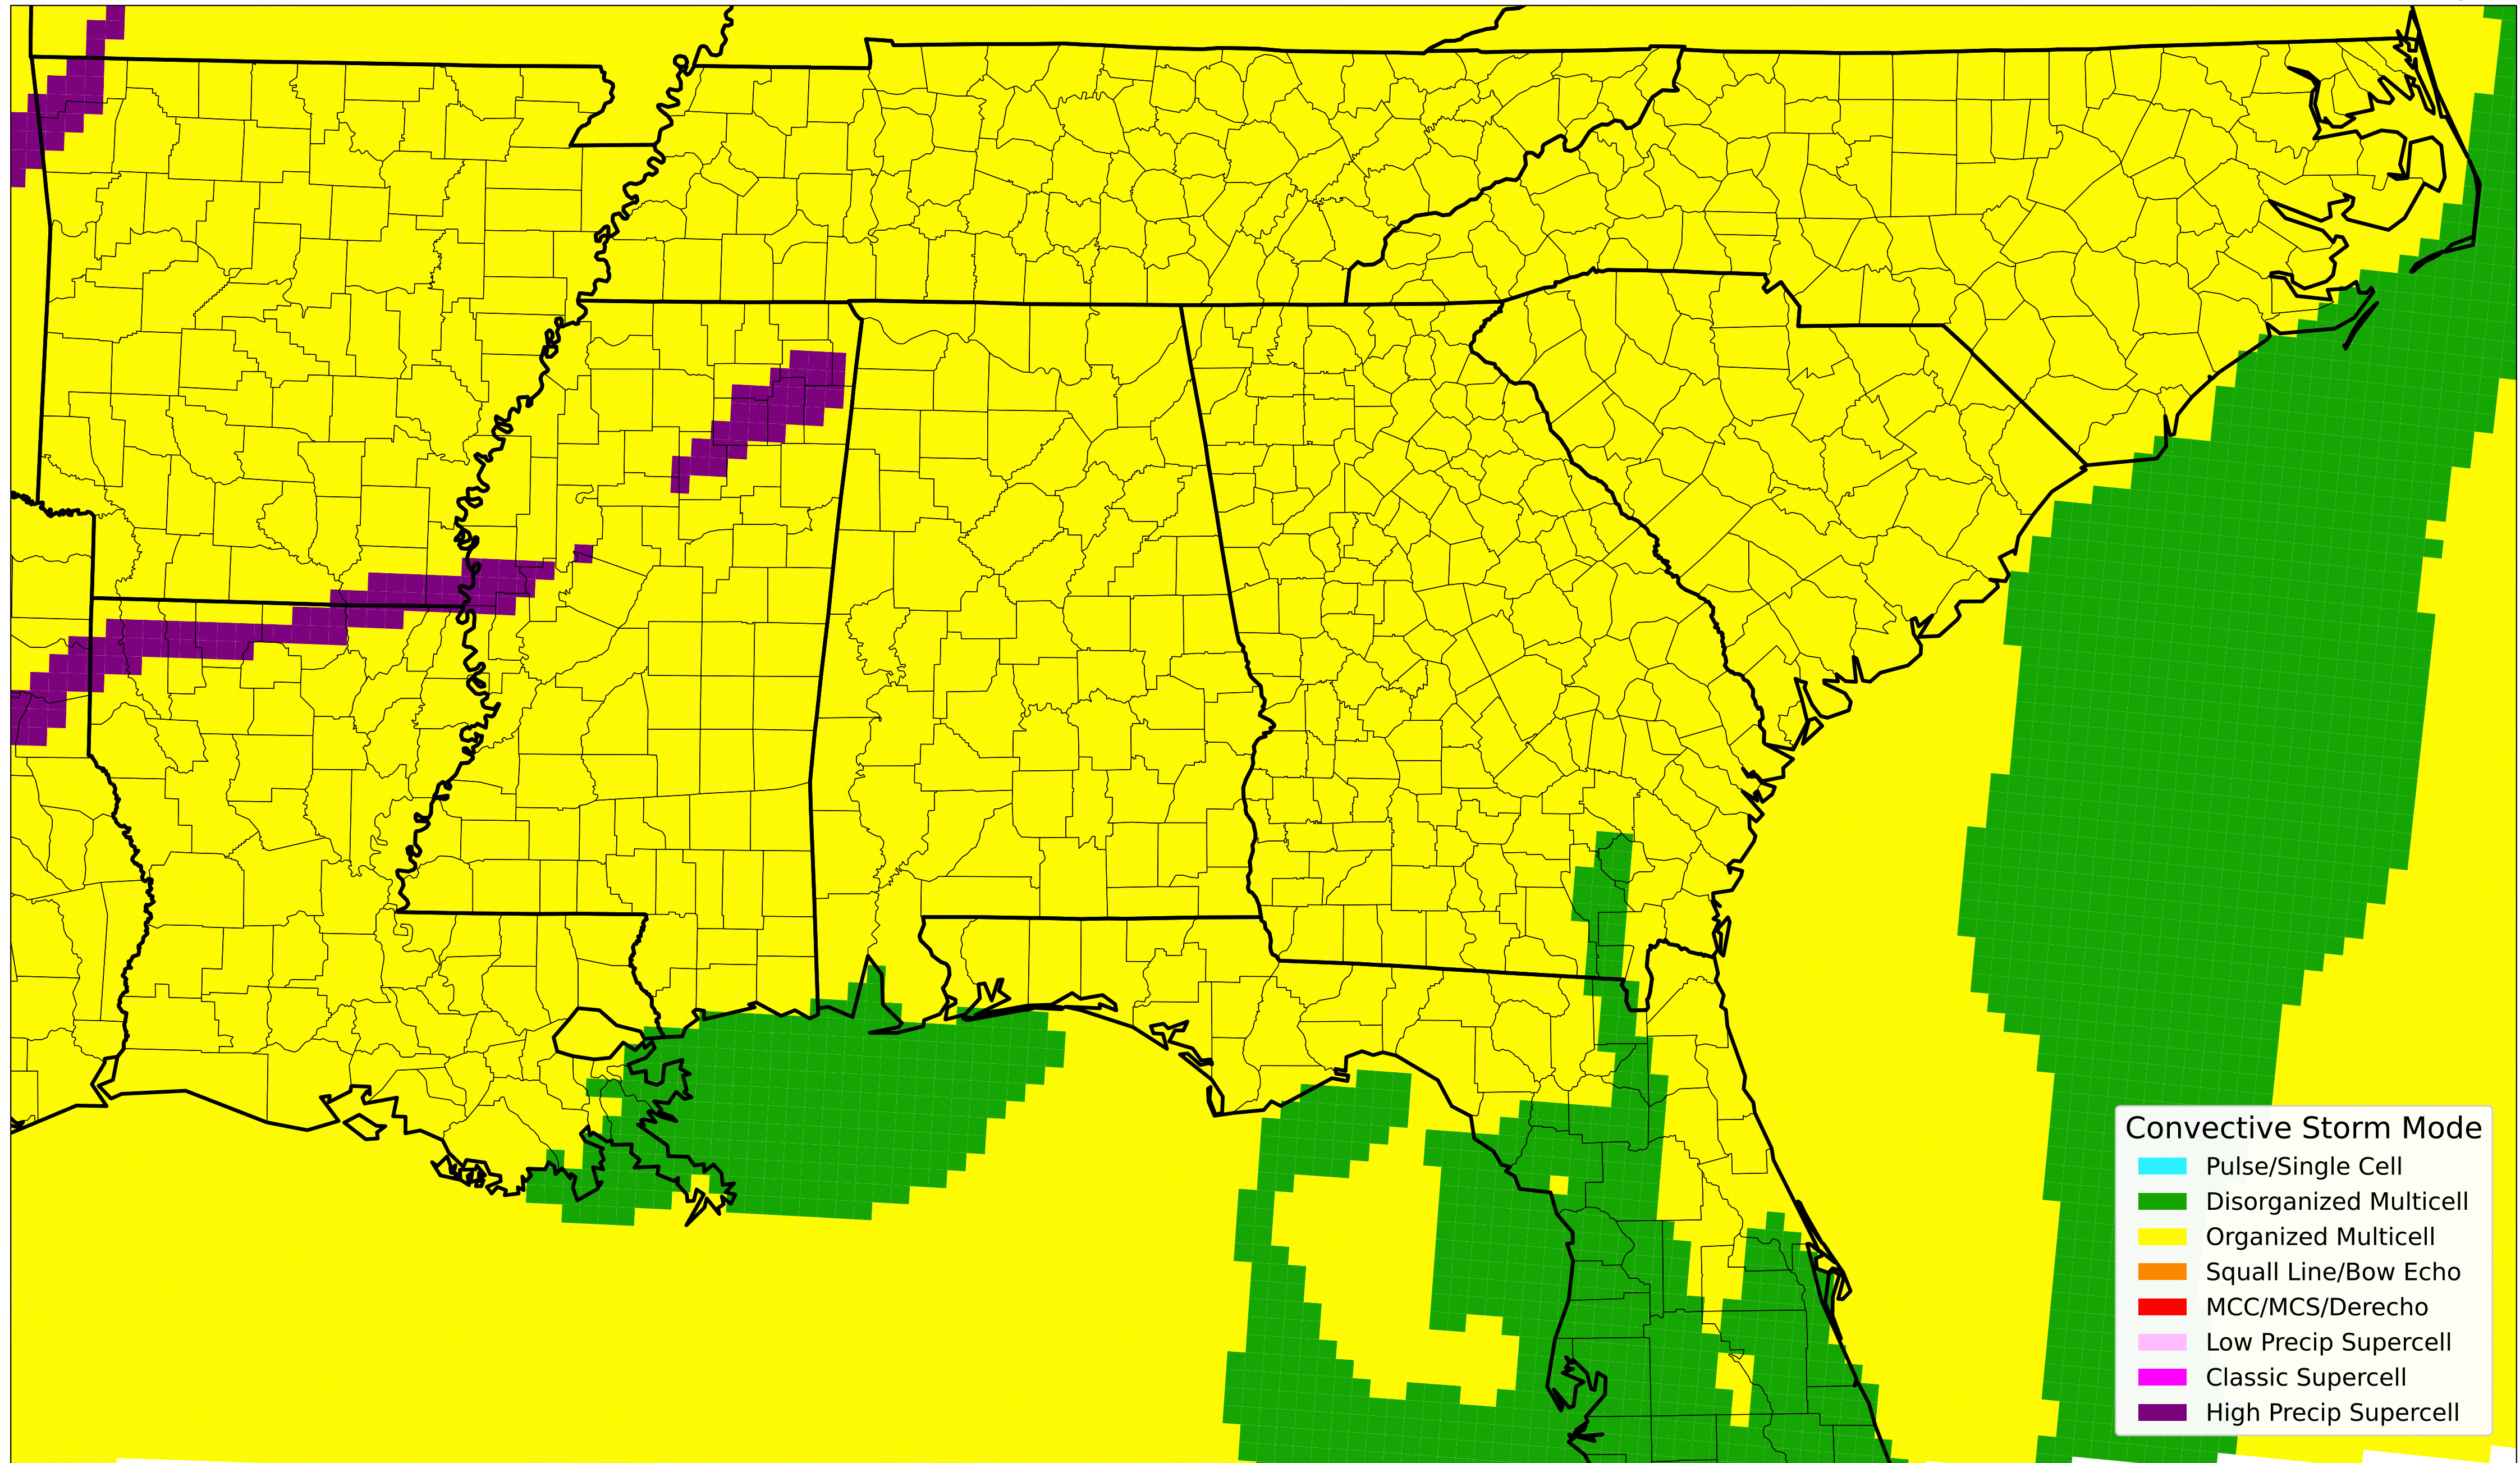 Convective Storm Mode
Pulse/Single Cell
Disorganized Multicell
Organized Multicell
Squall Line/Bow Echo
MCC/MCS/Derecho
Low Precip Supercell
Classic Supercell
High Precip Supercell